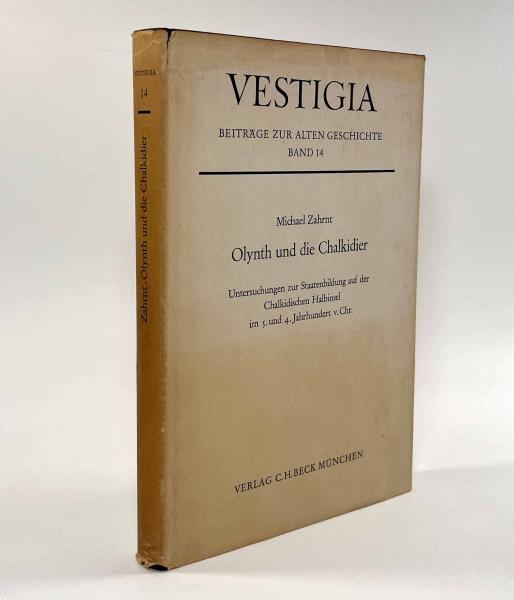 VESTIGIA
14
Zahrnt · Olynth und die Chalkidier
VESTIGIA
BEITRÄGE ZUR ALTEN GESCHICHTE
BAND 14
Michael Zahrnt
Olynth und die Chalkidier
Untersuchungen zur Staatenbildung auf der
Chalkidischen Halbinsel
im 5. und 4. Jahrhundert v. Chr.
VERLAG C.H.BECK MÜNCHEN